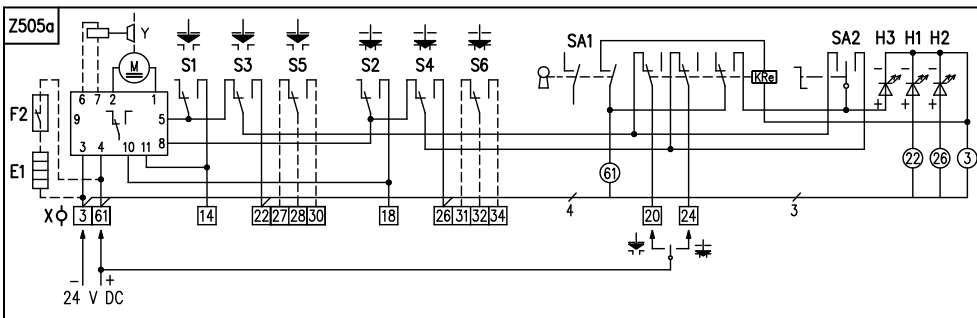 Z505a
Y
M
S1 S3 S5 S2 S4 S6
SA1 SA2 H3 H1 H2
KRe
F2
E1
6 7 2 1
9 5
8
3 4 10 11
- - -
+ + +
61 22 26 3
4 3
X 3 61 14 22 27 28 30 18 26 31 32 34 20 24
- +
24 V DC